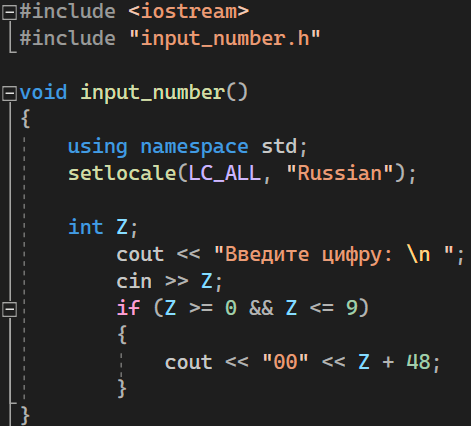 #include <iostream>
#include "input_number.h"
void input_number()
{
using namespace std;
setlocale(LC_ALL, "Russian");
int Z;
cout << "Введите цифру: \n ";
cin >> Z;
if (Z >= 0 && Z <= 9)
{
cout << "00" << Z + 48;
}
}